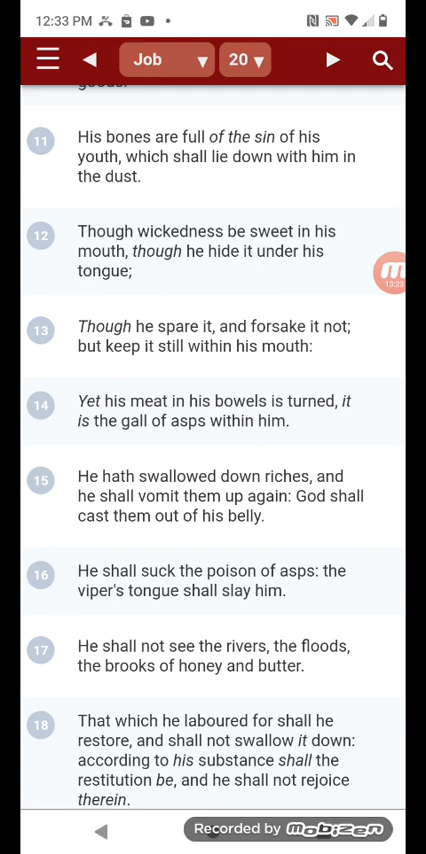 12:33 PM
Job
20
goods.
11
His bones are full of the sin of his
youth, which shall lie down with him in
the dust.
12
Though wickedness be sweet in his
mouth, though he hide it under his
tongue;
13:23
13
Though he spare it, and forsake it not;
but keep it still within his mouth:
14
Yet his meat in his bowels is turned, it
is the gall of asps within him.
15
He hath swallowed down riches, and
he shall vomit them up again: God shall
cast them out of his belly.
16
He shall suck the poison of asps: the
viper's tongue shall slay him.
17
He shall not see the rivers, the floods,
the brooks of honey and butter.
18
That which he laboured for shall he
restore, and shall not swallow it down:
according to his substance shall the
restitution be, and he shall not rejoice
therein.
Recorded by mobizen